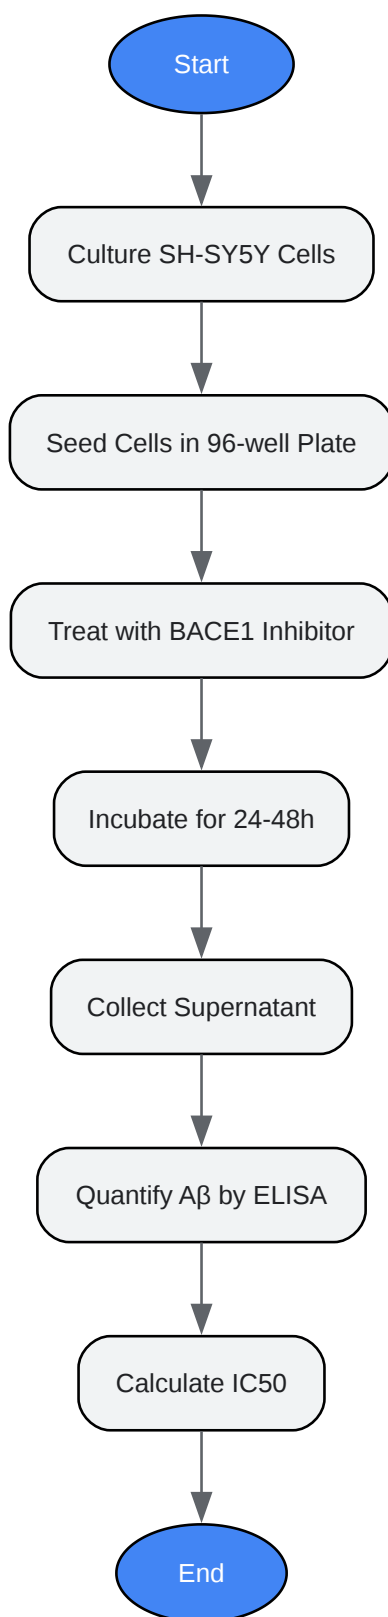 Start
Culture SH-SY5Y Cells
Seed Cells in 96-well Plate
Treat with BACE1 Inhibitor
Incubate for 24-48h
Collect Supernatant
Quantify Aβ by ELISA
Calculate IC50
End